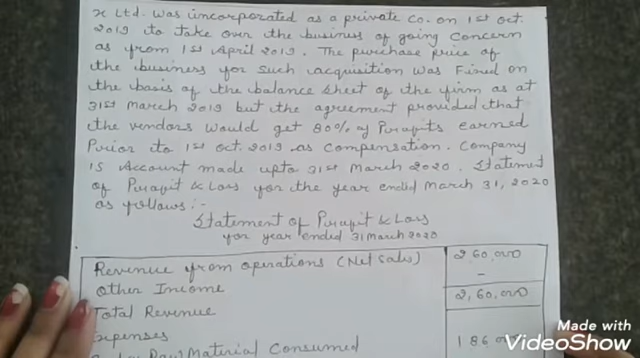 x Ltd. was incorporated as a private Co. on 1st Oct.
2019 to take over the business of going concern
as from 1st April 2019. The purchase price of
the business for such acquisition was Fixed on
the basis of the balance sheet of the firm as at
31st March 2019 but the agreement provided that
the vendors would get 80% of Profits earned
Prior to 1st Oct. 2019 as compensation. Company
is Account made upto 31st March 2020. Statement
of Profit & Loss for the year ended March 31, 2020
as follows:-
Statement of Profit & Loss
for year ended 31 March 2020
Revenue from operations (Net Sales) 2,60,000
Other Income -
Total Revenue 2,60,000
Expenses
Material Consumed 186
Made with
VideoShow